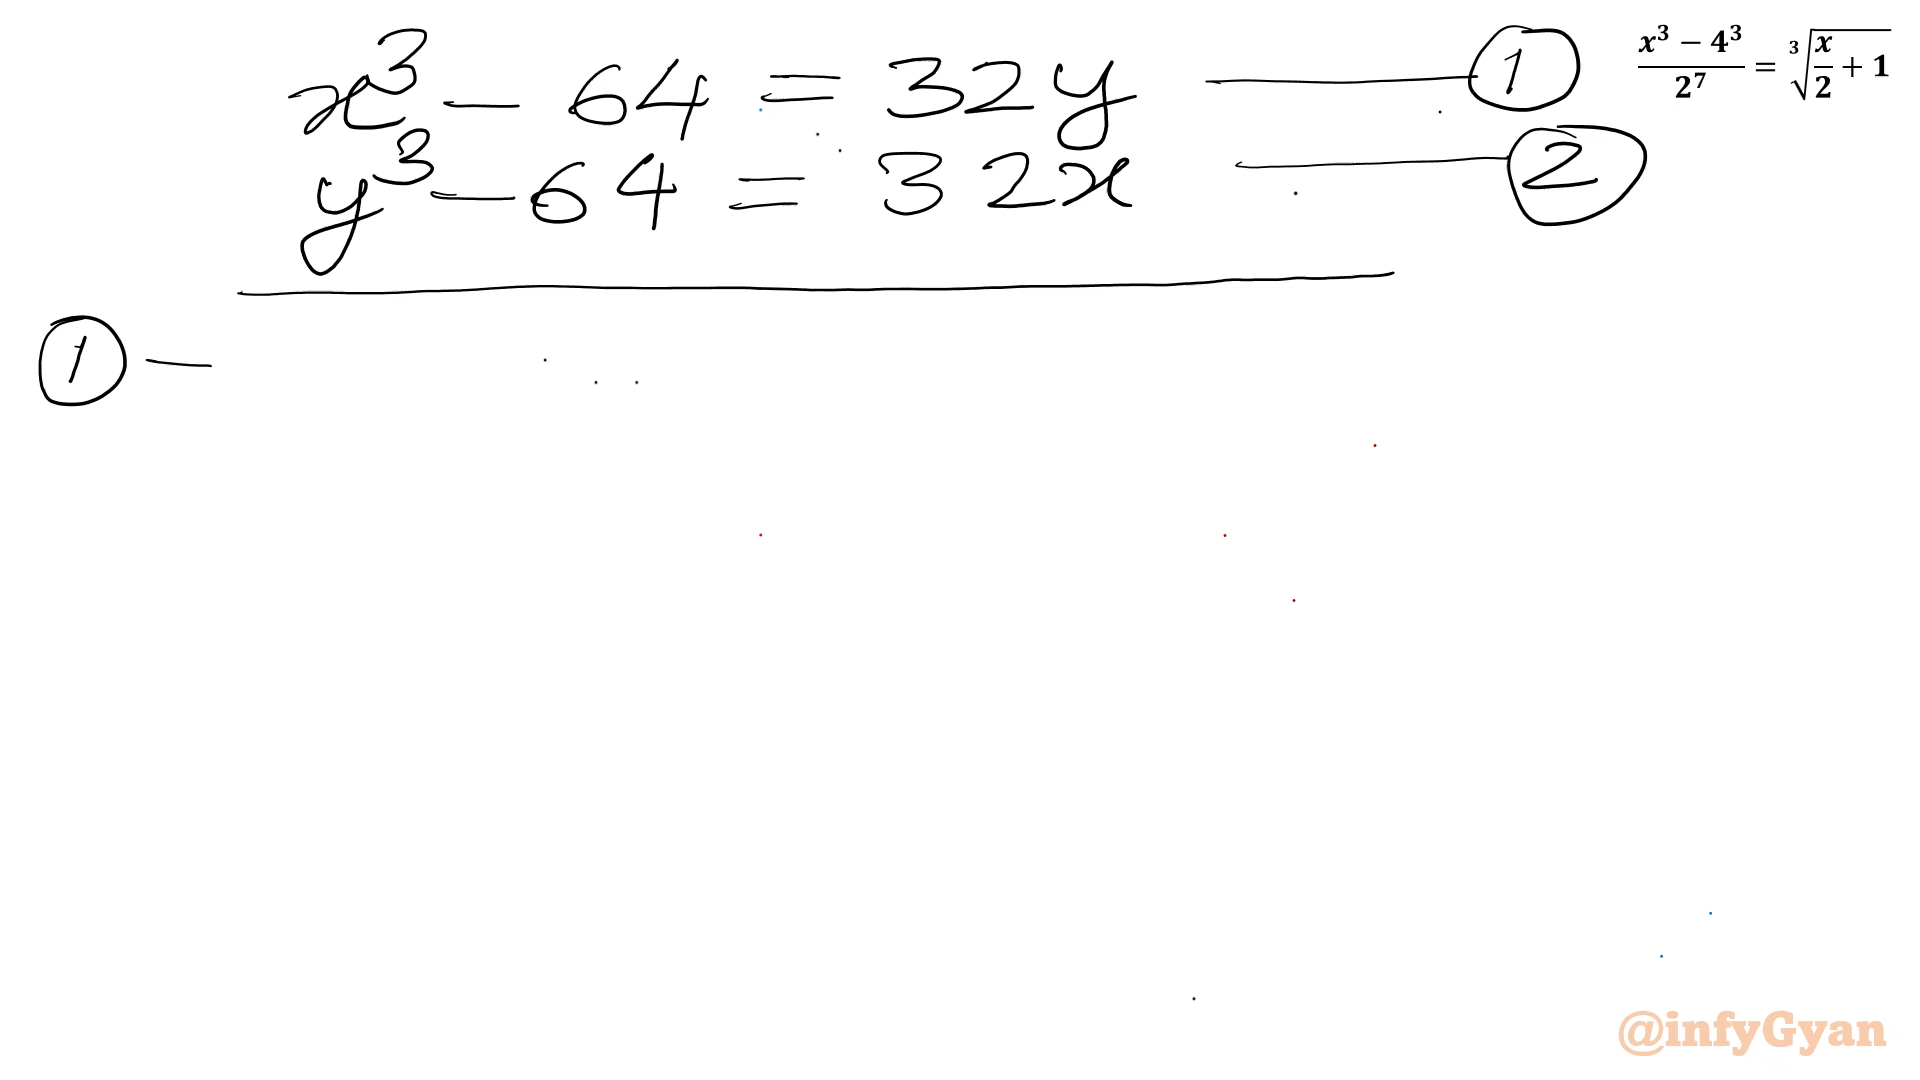 x³ − 64 = 32y — 1
(x³ − 4³)/2⁷ = ∛(x/2 + 1)
y³ − 64 = 32x — 2
1 —
@infyGyan